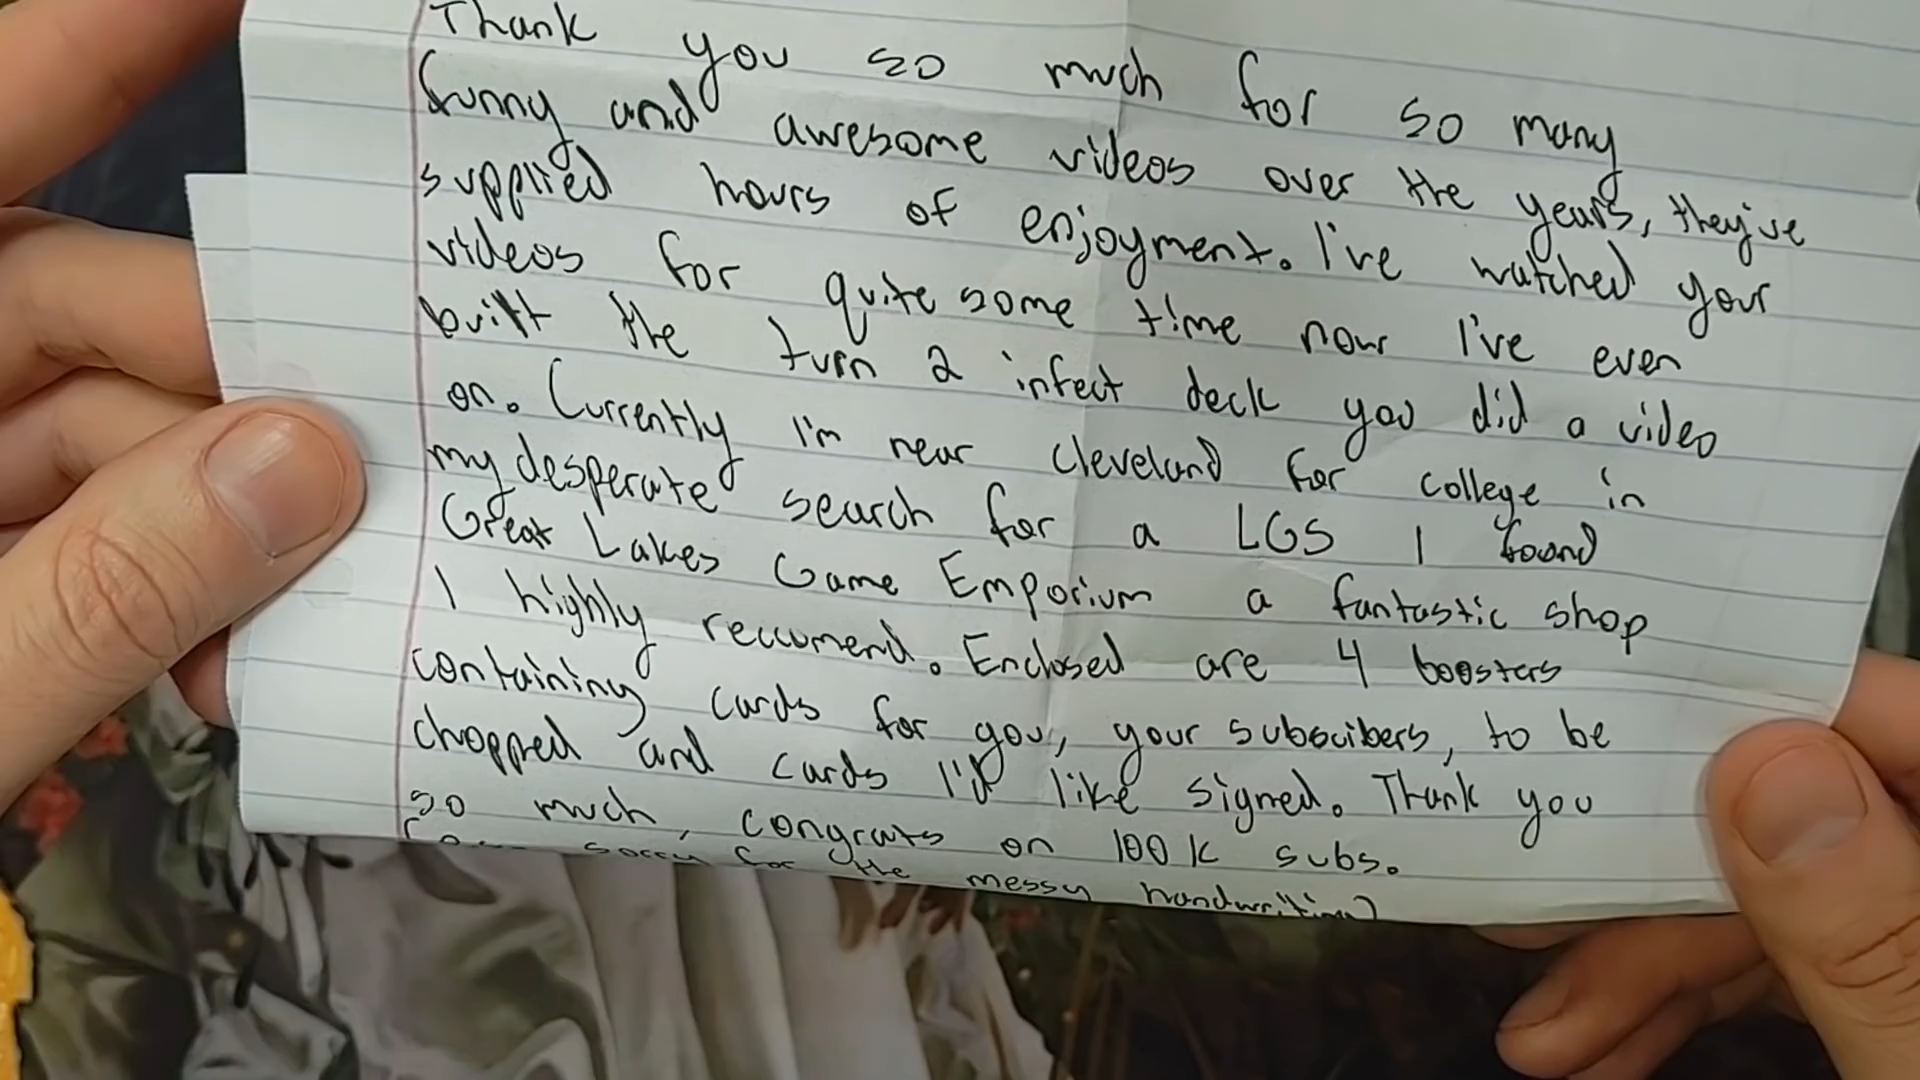 Thank you so much for so many
funny and awesome videos over the years, they've
supplied hours of enjoyment. I've watched your
videos for quite some time now I've even
built the turn 2 infect deck you did a video
on. Currently I'm near Cleveland for college in
my desperate search for a LGS I found
Great Lakes Game Emporium a fantastic shop
I highly reccomend. Enclosed are 4 boosters
containing cards for you, your subscibers, to be
chopped and cards I'd like signed. Thank you
so much, congrats on 100k subs.
sorry for the messy handwriting)